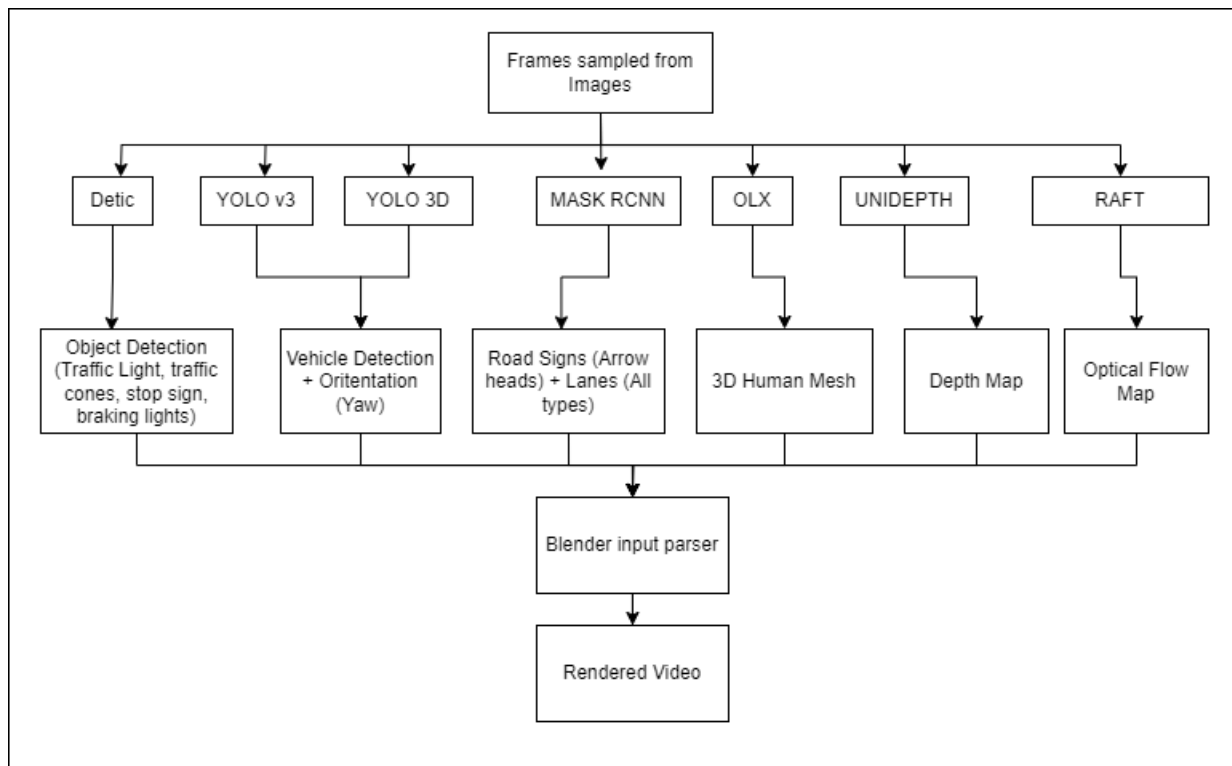 Frames sampled from
Images
Detic
YOLO v3
YOLO 3D
MASK RCNN
OLX
UNIDEPTH
RAFT
Object Detection
(Traffic Light, traffic
cones, stop sign,
braking lights)
Vehicle Detection
+ Oritentation
(Yaw)
Road Signs (Arrow
heads) + Lanes (All
types)
3D Human Mesh
Depth Map
Optical Flow
Map
Blender input parser
Rendered Video